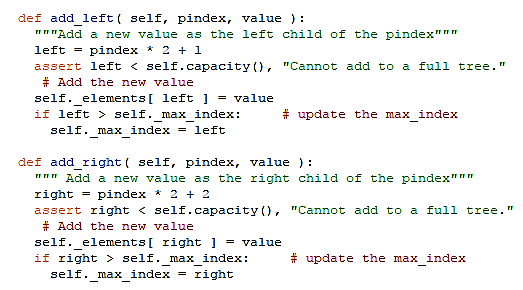 def add_left( self, pindex, value ):
"""Add a new value as the left child of the pindex"""
left = pindex * 2 + 1
assert left < self.capacity(), "Cannot add to a full tree."
# Add the new value
self._elements[ left ] = value
if left > self._max_index: # update the max_index
self._max_index = left
def add_right( self, pindex, value ):
""" Add a new value as the right child of the pindex"""
right = pindex * 2 + 2
assert right < self.capacity(), "Cannot add to a full tree."
# Add the new value
self._elements[ right ] = value
if right > self._max_index: # update the max_index
self._max_index = right